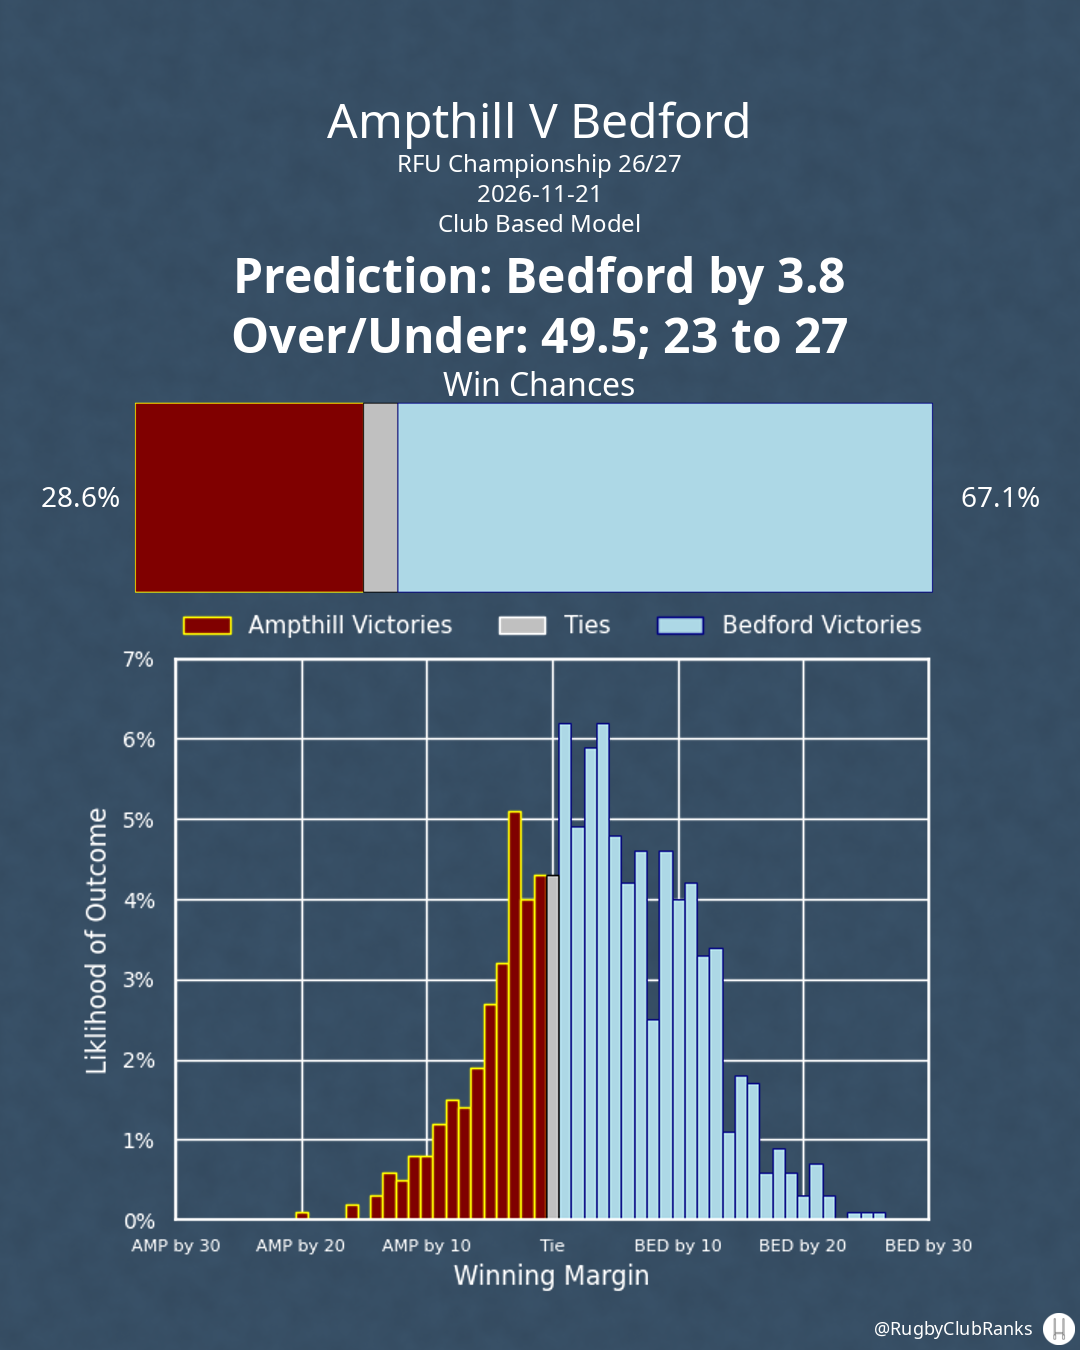 Ampthill V Bedford
RFU Championship 26/27
2026-11-21
Club Based Model
Prediction: Bedford by 3.8
Over/Under: 49.5; 23 to 27
Win Chances
28.6%
67.1%
Ampthill Victories
Ties
Bedford Victories
7%
6%
5%
4%
3%
2%
1%
0%
Liklihood of Outcome
AMP by 30
AMP by 20
AMP by 10
Tie
BED by 10
BED by 20
BED by 30
Winning Margin
@RugbyClubRanks